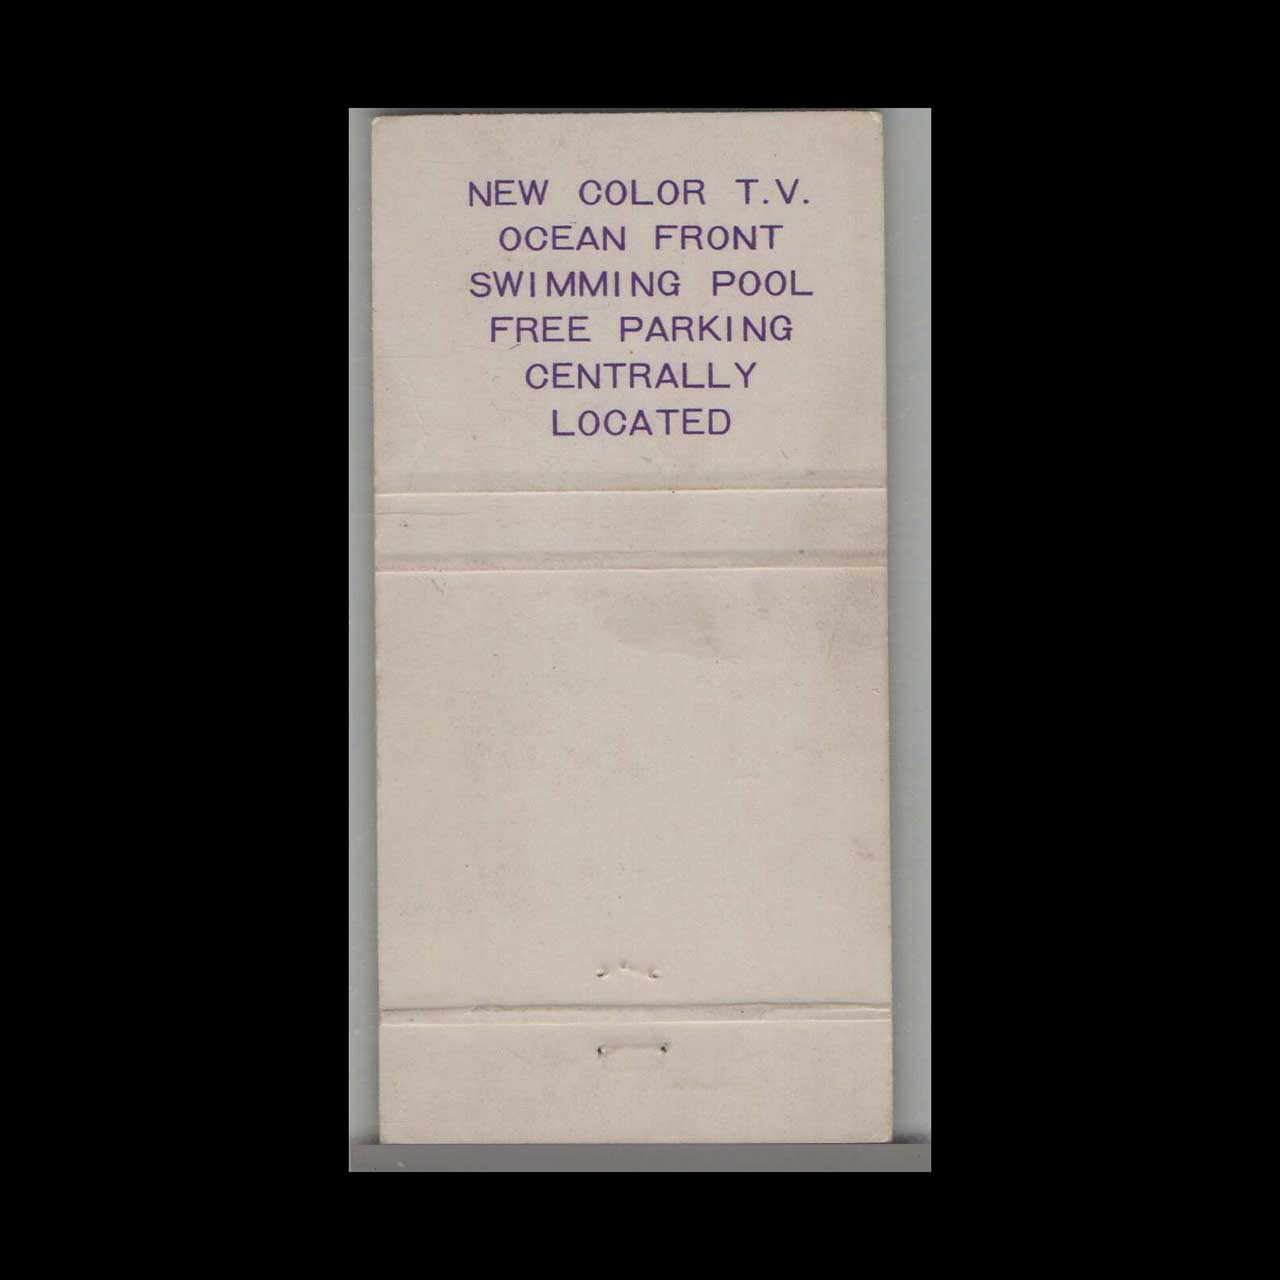 NEW COLOR T.V.
OCEAN FRONT
SWIMMING POOL
FREE PARKING
CENTRALLY
LOCATED